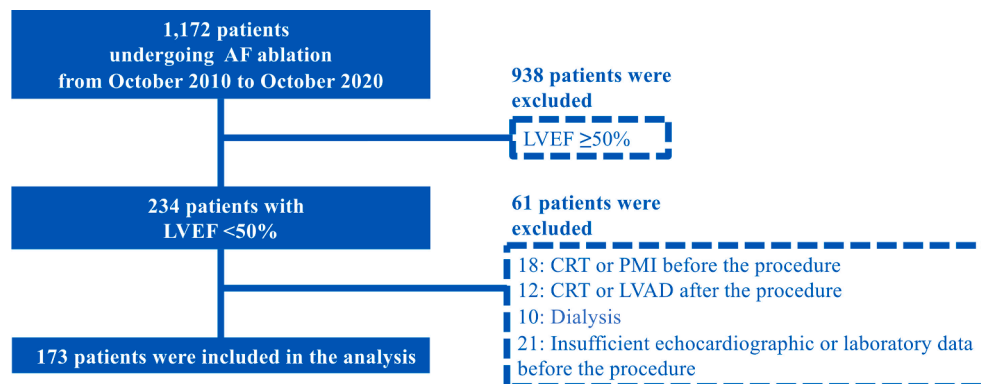 1,172 patients
undergoing AF ablation
from October 2010 to October 2020
938 patients were
excluded
LVEF ≥50%
234 patients with
LVEF <50%
61 patients were
excluded
18: CRT or PMI before the procedure
12: CRT or LVAD after the procedure
10: Dialysis
21: Insufficient echocardiographic or laboratory data
before the procedure
173 patients were included in the analysis